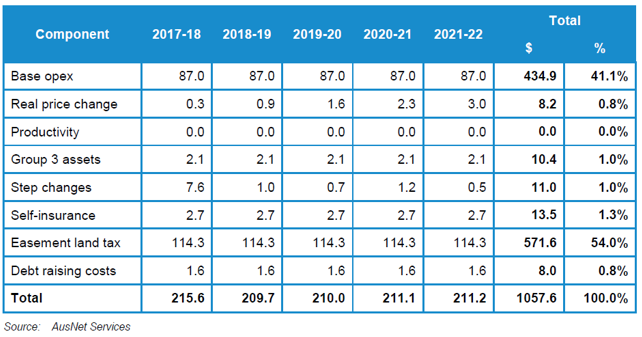 Component 2017-18 2018-19 2019-20 2020-21 2021-22 Total
$ %
Base opex 87.0 87.0 87.0 87.0 87.0 434.9 41.1%
Real price change 0.3 0.9 1.6 2.3 3.0 8.2 0.8%
Productivity 0.0 0.0 0.0 0.0 0.0 0.0 0.0%
Group 3 assets 2.1 2.1 2.1 2.1 2.1 10.4 1.0%
Step changes 7.6 1.0 0.7 1.2 0.5 11.0 1.0%
Self-insurance 2.7 2.7 2.7 2.7 2.7 13.5 1.3%
Easement land tax 114.3 114.3 114.3 114.3 114.3 571.6 54.0%
Debt raising costs 1.6 1.6 1.6 1.6 1.6 8.0 0.8%
Total 215.6 209.7 210.0 211.1 211.2 1057.6 100.0%
Source: AusNet Services